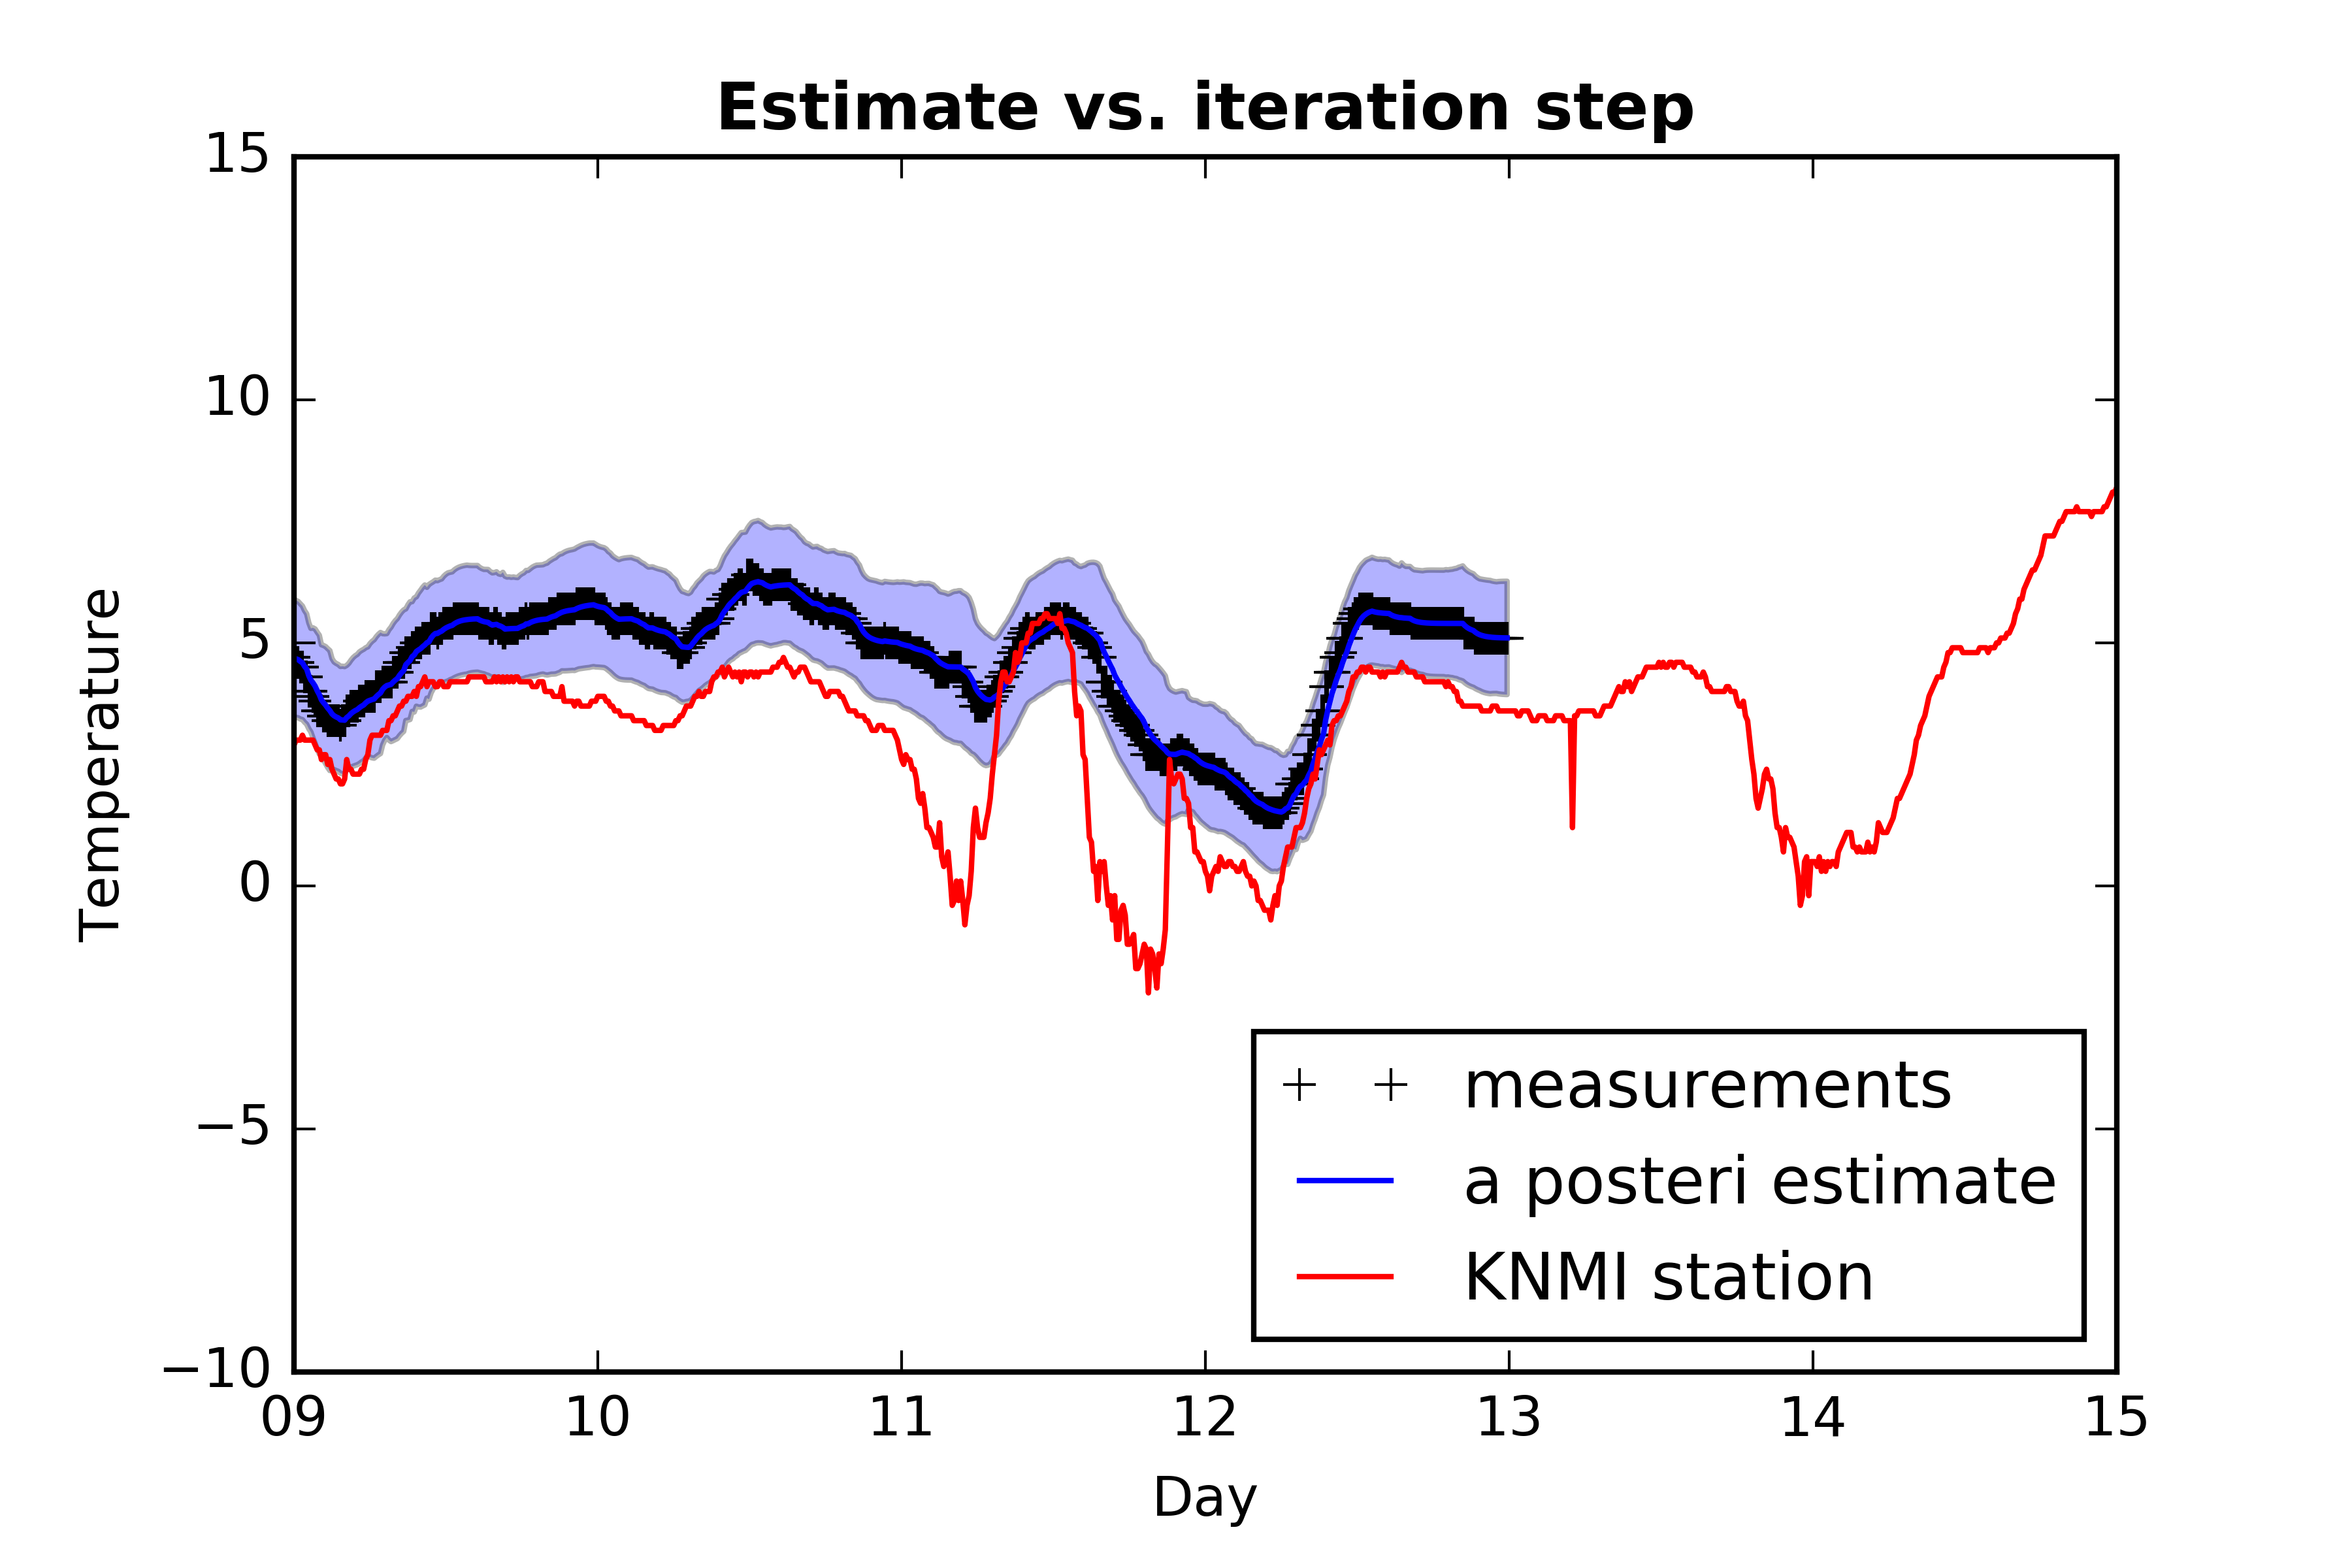 Estimate vs. iteration step
15
10
5
0
−5
−10
Temperature
measurements
a posteri estimate
KNMI station
09 10 11 12 13 14 15
Day